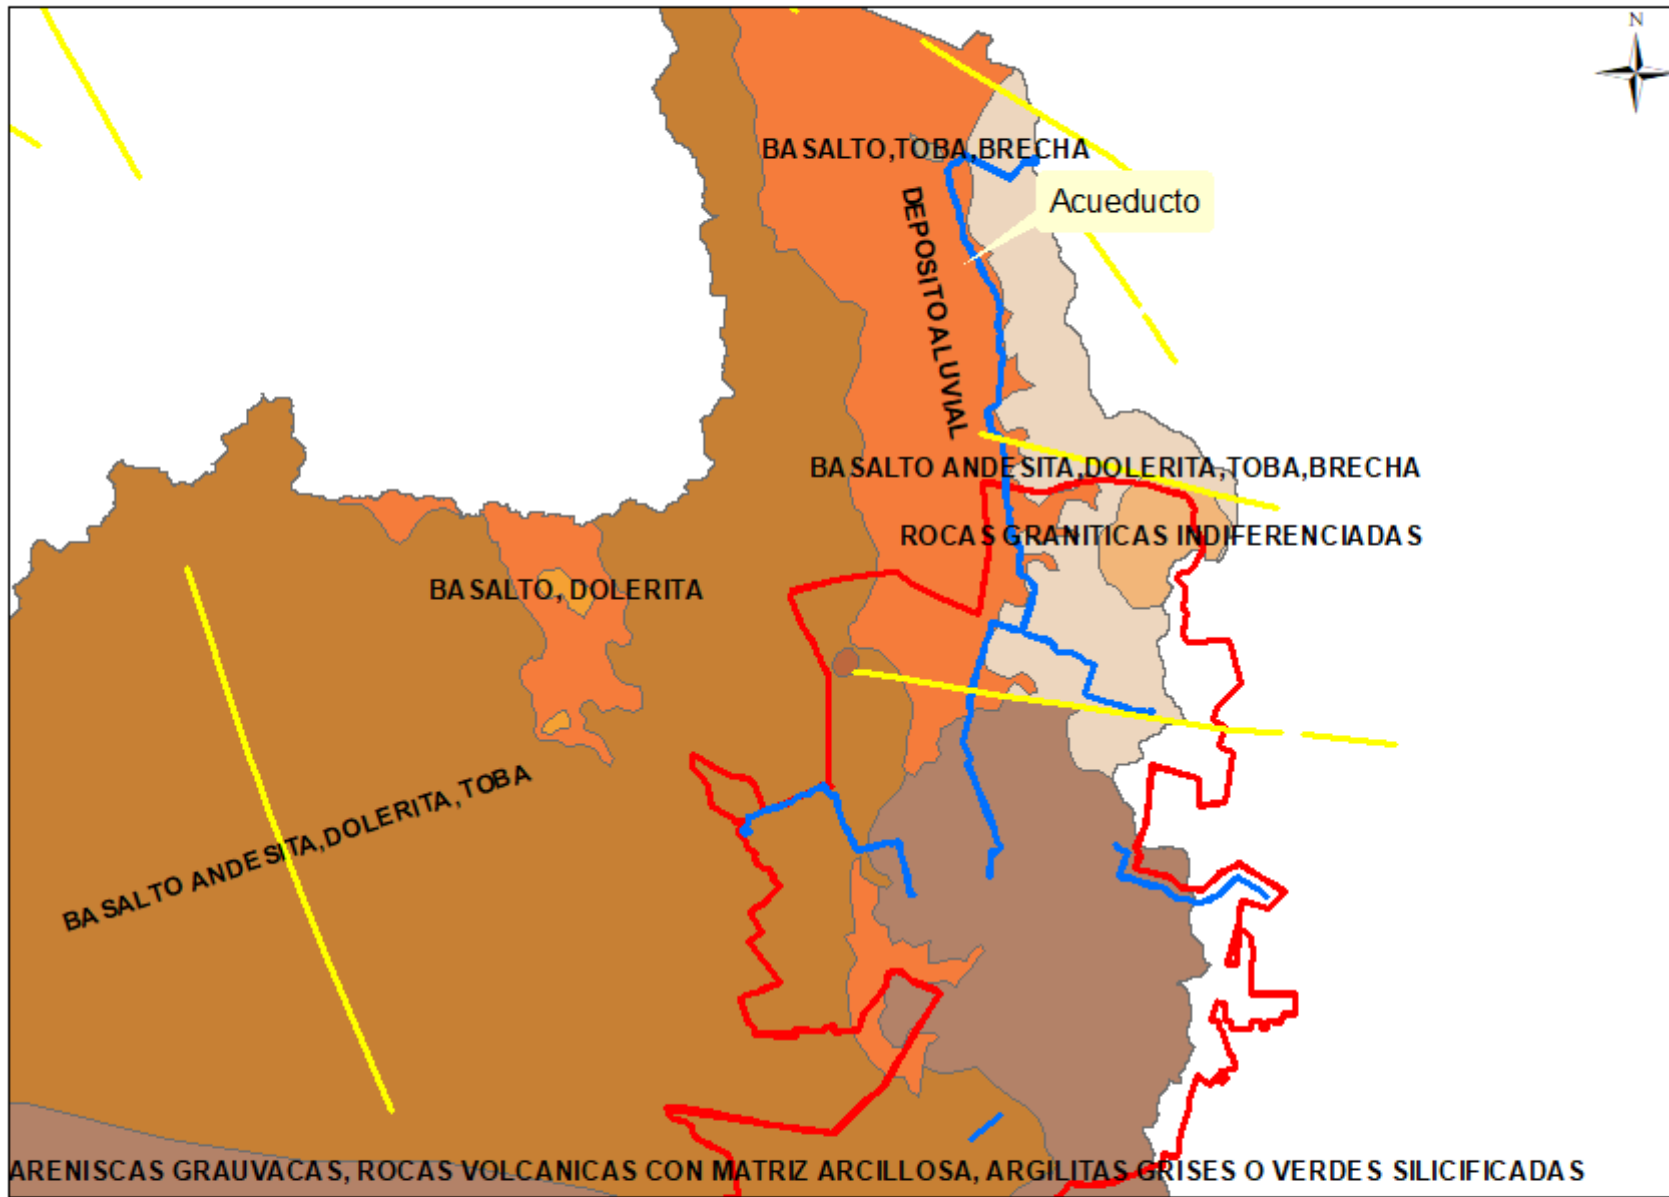 N
BASALTO,TOBA,BRECHA
Acueducto
DEPOSITO ALUVIAL
BASALTO ANDESITA,DOLERITA,TOBA,BRECHA
ROCAS GRANITICAS INDIFERENCIADAS
BASALTO, DOLERITA
BASALTO ANDESITA,DOLERITA,TOBA
ARENISCAS GRAUVACAS, ROCAS VOLCANICAS CON MATRIZ ARCILLOSA, ARGILITAS GRISES O VERDES SILICIFICADAS